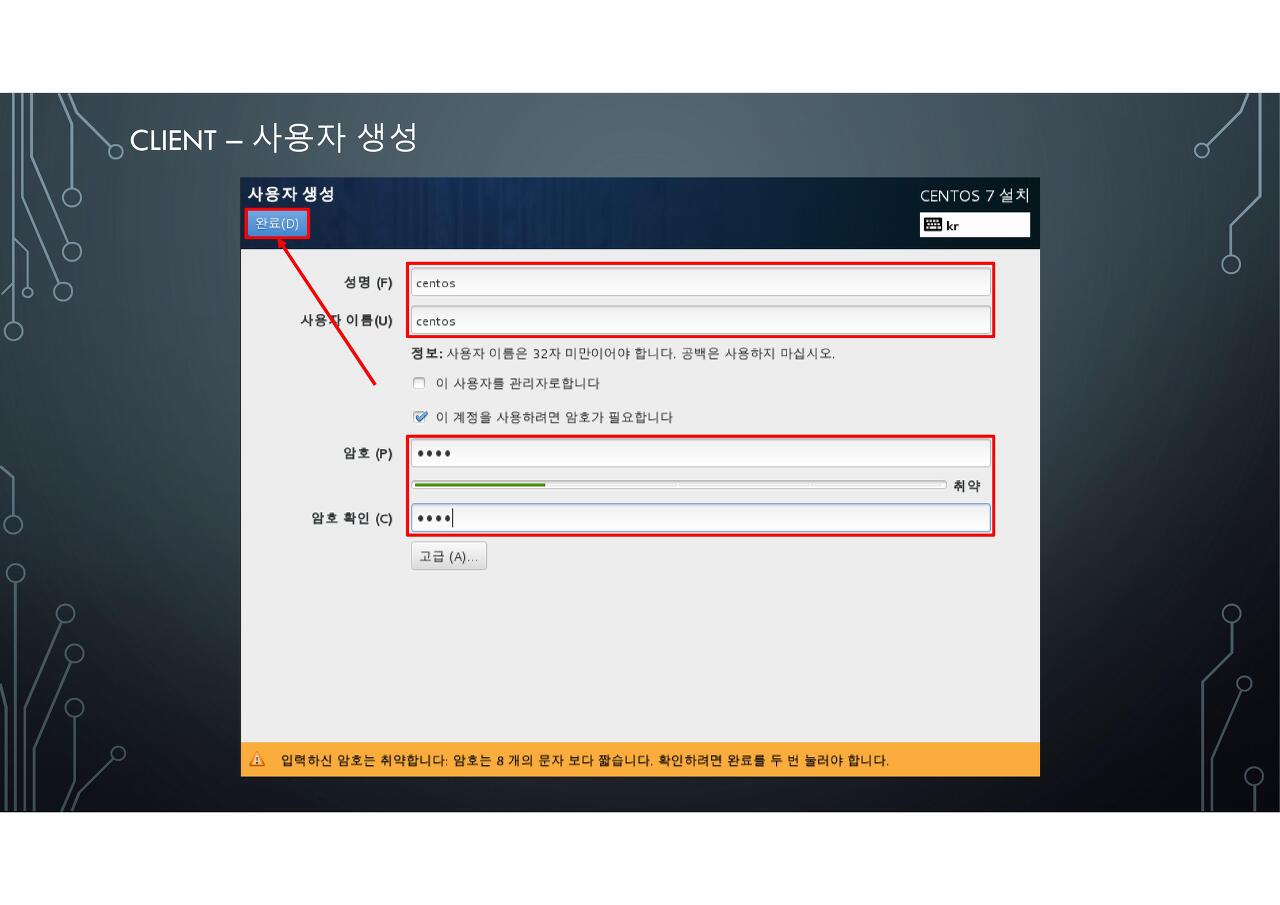 CLIENT – 사용자 생성
사용자 생성
CENTOS 7 설치
완료(D)
kr
성명 (F)
centos
사용자 이름(U)
centos
정보: 사용자 이름은 32자 미만이어야 합니다. 공백은 사용하지 마십시오.
이 사용자를 관리자로합니다
이 계정을 사용하려면 암호가 필요합니다
암호 (P)
••••
취약
암호 확인 (C)
••••
고급 (A)...
입력하신 암호는 취약합니다: 암호는 8 개의 문자 보다 짧습니다. 확인하려면 완료를 두 번 눌러야 합니다.